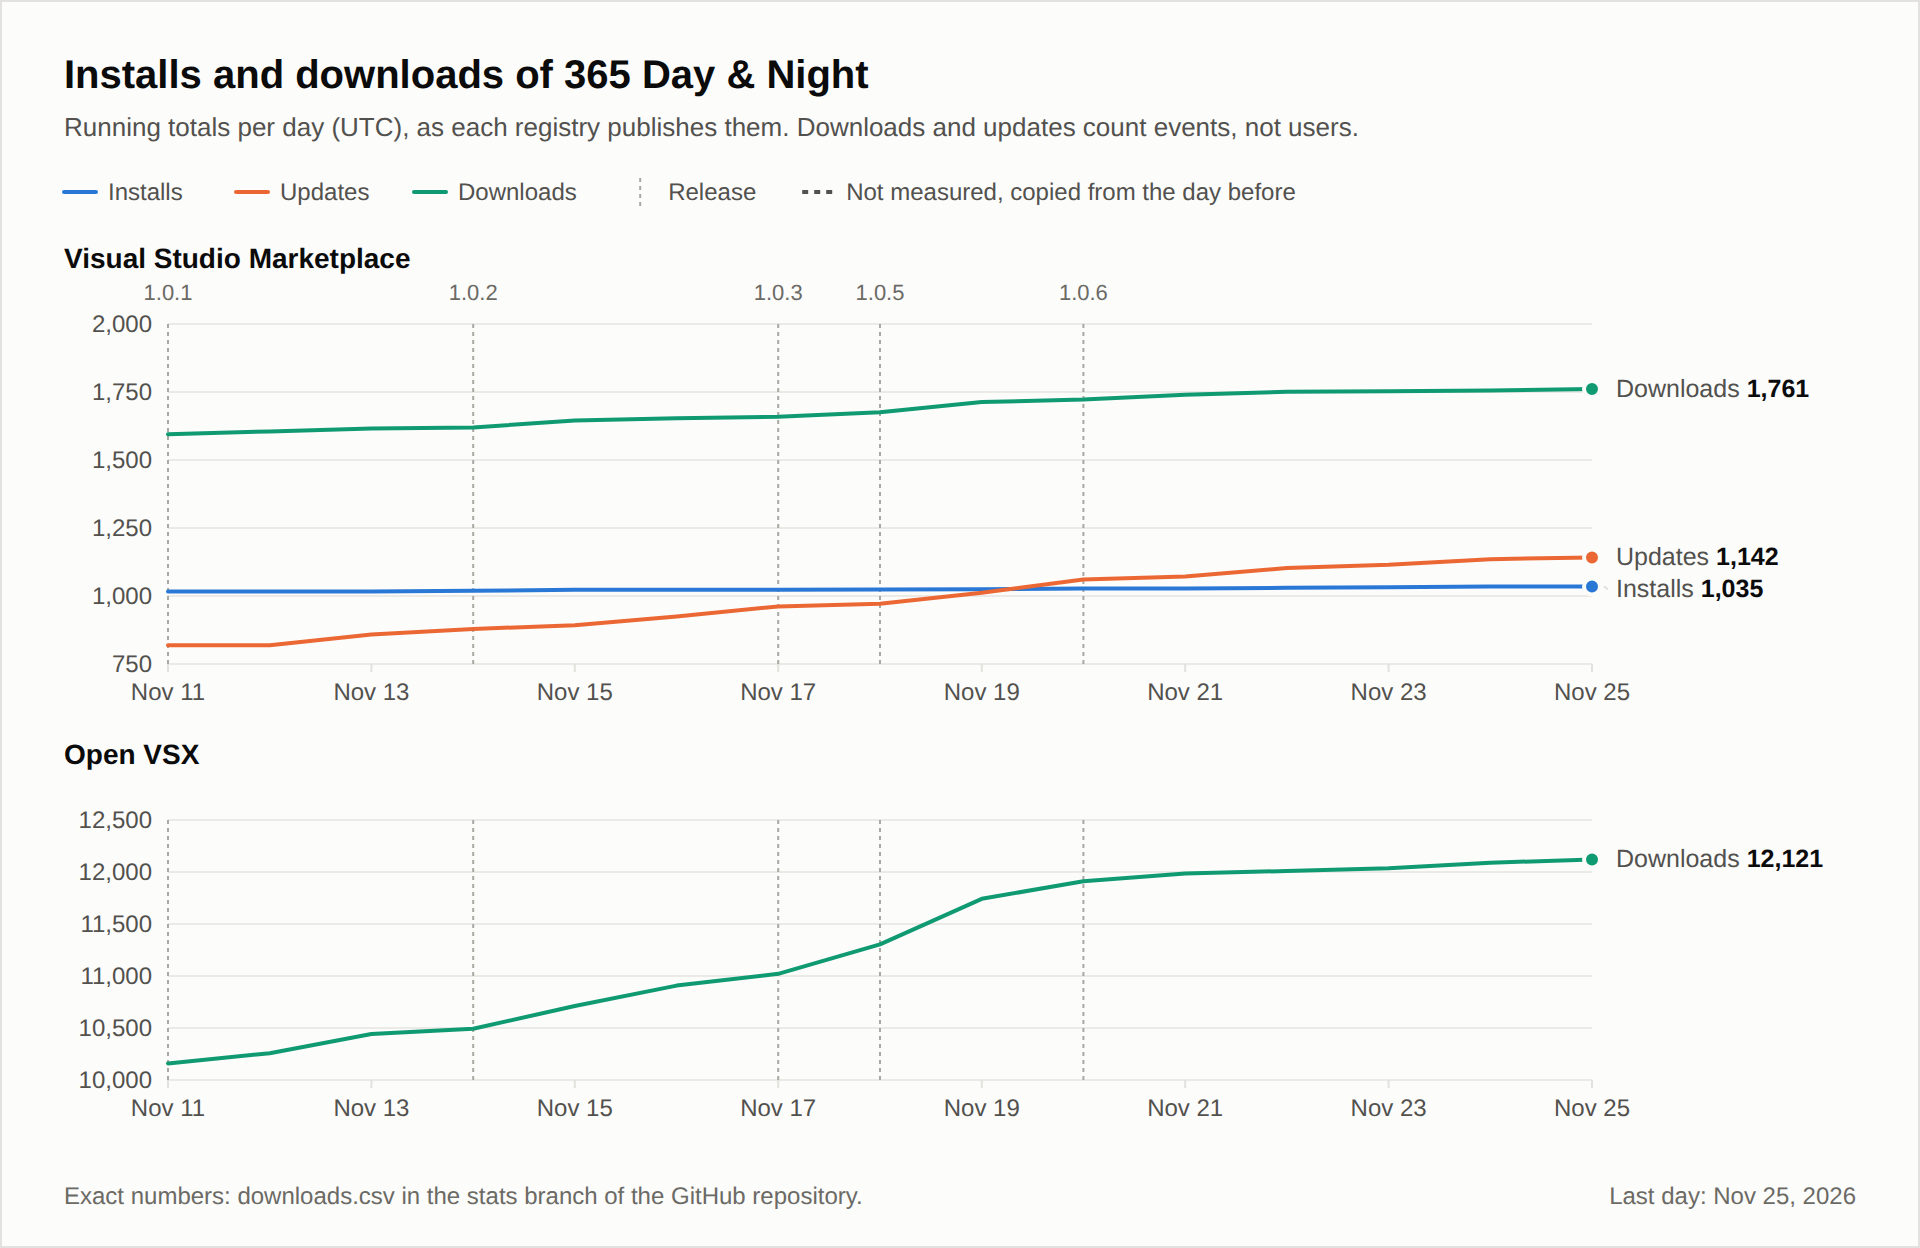 Installs and downloads of 365 Day & Night
Running totals per day (UTC), as each registry publishes them. Downloads and updates count events, not users.
Installs Updates Downloads Release Not measured, copied from the day before
Visual Studio Marketplace
1.0.1 1.0.2 1.0.3 1.0.5 1.0.6
2,000
1,750
Downloads 1,761
1,500
1,250
Updates 1,142
1,000
Installs 1,035
750
Nov 11 Nov 13 Nov 15 Nov 17 Nov 19 Nov 21 Nov 23 Nov 25
Open VSX
12,500
Downloads 12,121
12,000
11,500
11,000
10,500
10,000
Nov 11 Nov 13 Nov 15 Nov 17 Nov 19 Nov 21 Nov 23 Nov 25
Exact numbers: downloads.csv in the stats branch of the GitHub repository.
Last day: Nov 25, 2026